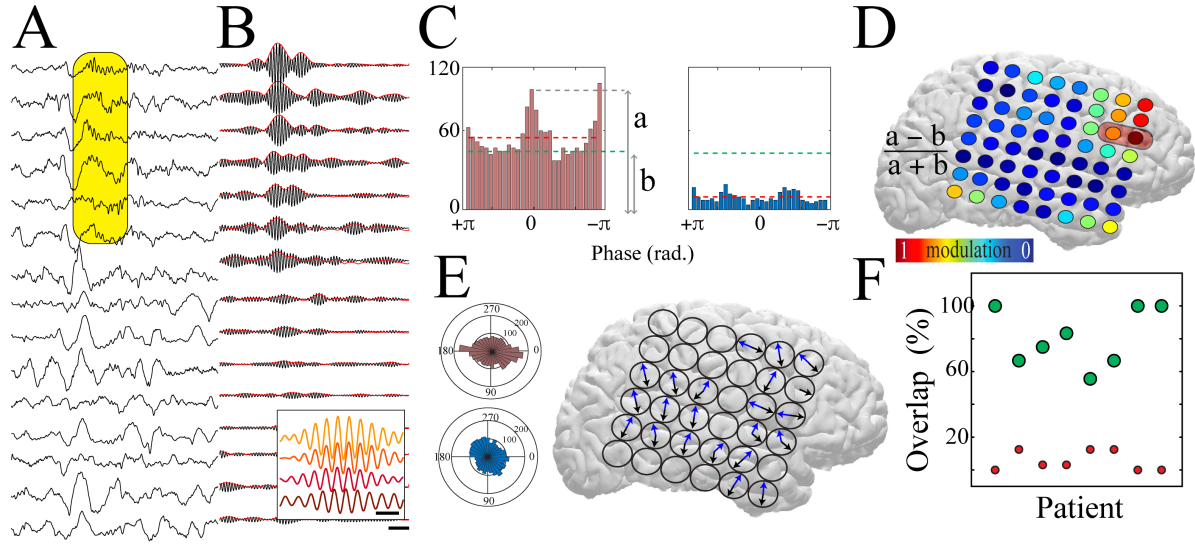 A
B
C
D
120
60
0
a
b
+π
0
-π
+π
0
-π
Phase (rad.)
a – b
a + b
1 modulation 0
E
270
200
100
180
0
90
270
200
100
180
0
90
F
100
60
20
Overlap (%)
Patient